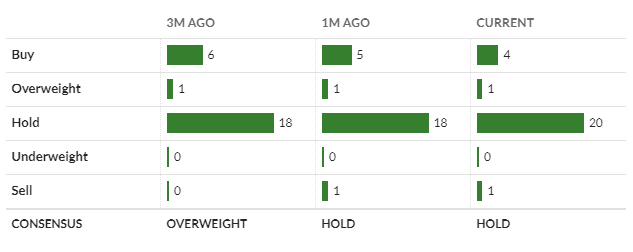 3M AGO 1M AGO CURRENT
Buy 6 5 4
Overweight 1 1 1
Hold 18 18 20
Underweight 0 0 0
Sell 0 1 1
CONSENSUS OVERWEIGHT HOLD HOLD